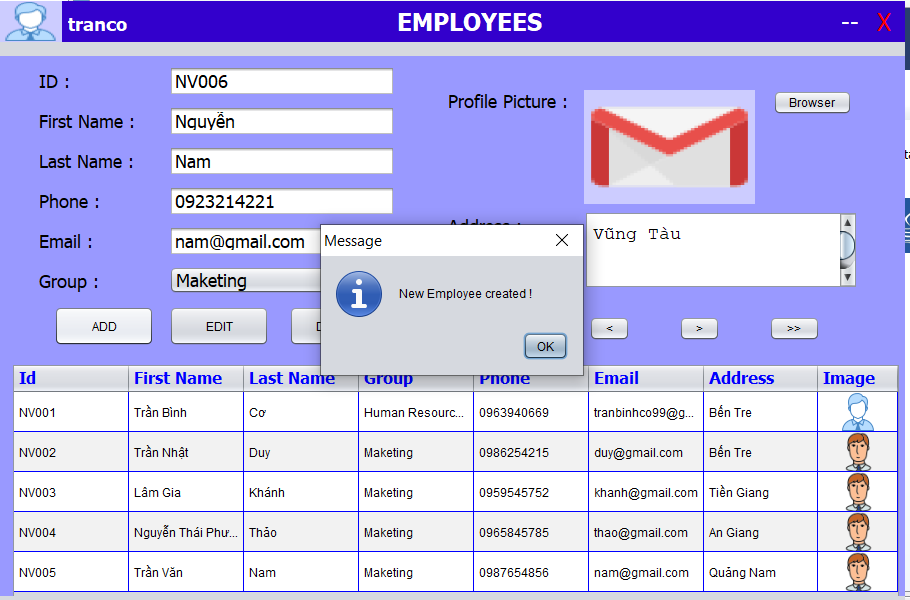 tranco
EMPLOYEES
-- X
ID : NV006
First Name : Nguyễn
Last Name : Nam
Phone : 0923214221
Email : nam@gmail.com
Group : Maketing
Profile Picture :
Browser
Address :
Vũng Tàu
Message
New Employee created !
OK
ADD EDIT D < > >>
Id First Name Last Name Group Phone Email Address Image
NV001 Trần Bình Cơ Human Resourc... 0963940669 tranbinhco99@g... Bến Tre
NV002 Trần Nhật Duy Maketing 0986254215 duy@gmail.com Bến Tre
NV003 Lâm Gia Khánh Maketing 0959545752 khanh@gmail.com Tiền Giang
NV004 Nguyễn Thái Phư... Thảo Maketing 0965845785 thao@gmail.com An Giang
NV005 Trần Văn Nam Maketing 0987654856 nam@gmail.com Quảng Nam